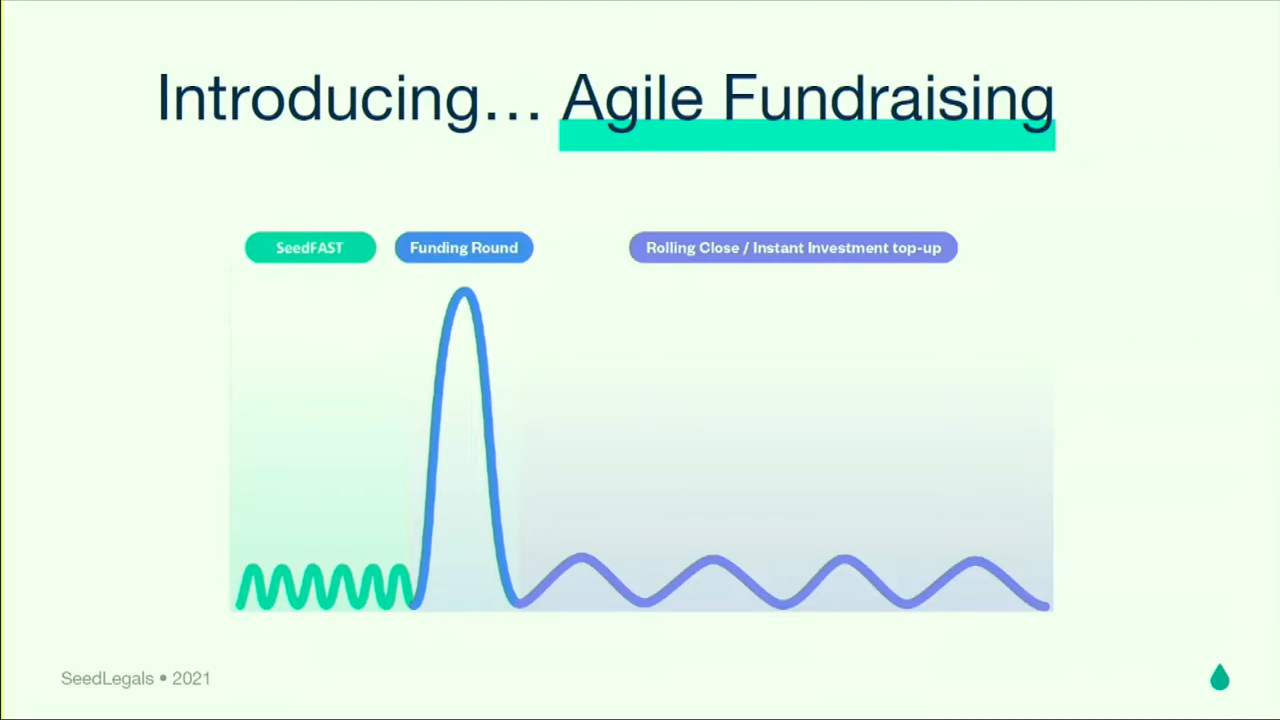 Introducing... Agile Fundraising
SeedFAST
Funding Round
Rolling Close / Instant Investment top-up
SeedLegals • 2021